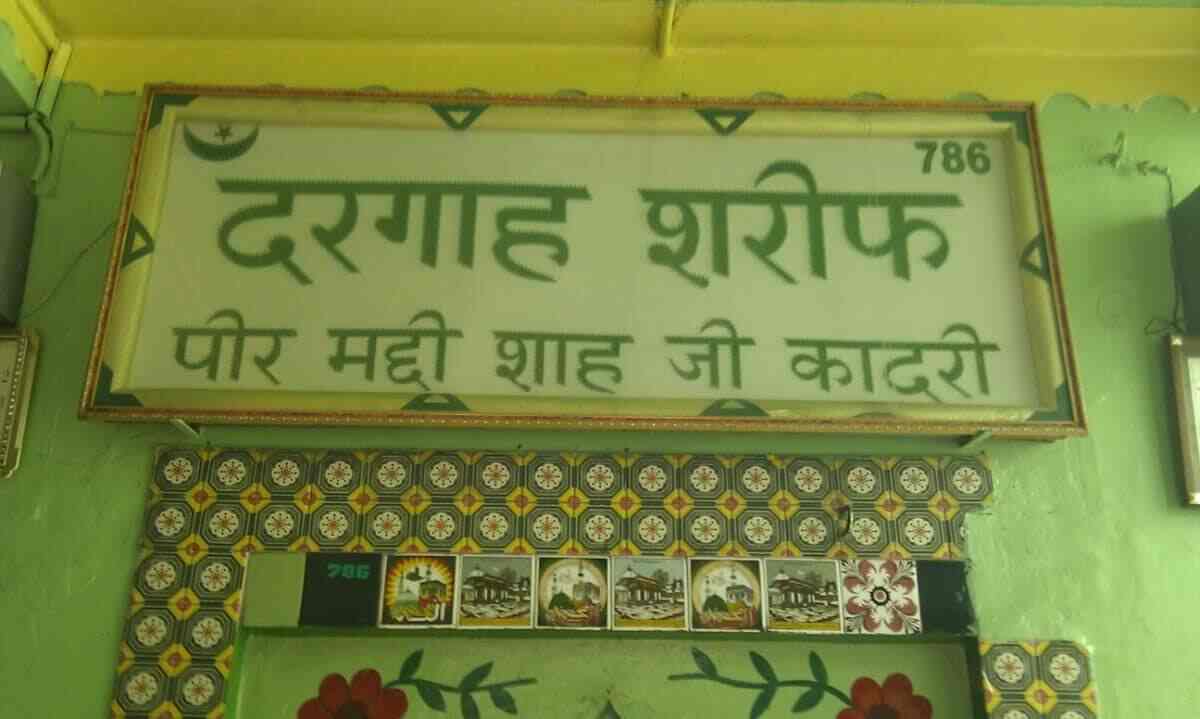 786
दरगाह शरीफ
पीर मद्दी शाह जी कादरी
786